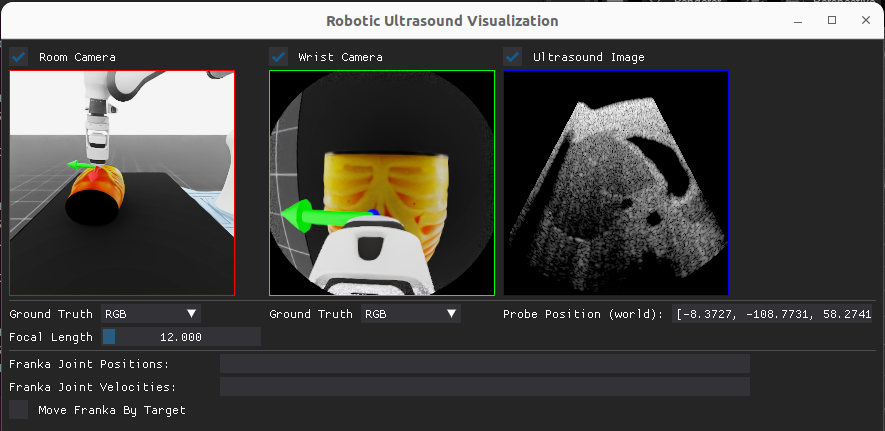 Robotic Ultrasound Visualization
Room Camera
Wrist Camera
Ultrasound Image
Ground Truth RGB
Ground Truth RGB
Probe Position (world): [-8.3727, -108.7731, 58.2741
Focal Length 12.000
Franka Joint Positions:
Franka Joint Velocities:
Move Franka By Target